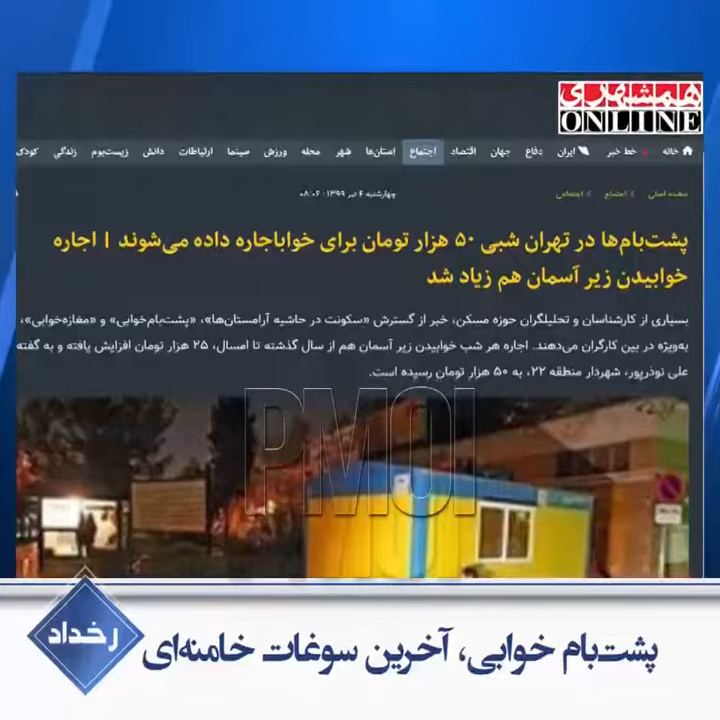 همشهری
ONLINE
خانه خط خبر ایران دفاع جهان اقتصاد اجتماع استان‌ها شهر محله ورزش سینما ارتباطات دانش زیست‌بوم زندگی کودک
صفحه اصلی اجتماع اجتماعی چهارشنبه ۴ تیر ۱۳۹۹ - ۰۸:۰۶
پشت‌بام‌ها در تهران شبی ۵۰ هزار تومان برای خواب‌اجاره داده می‌شوند | اجاره
خوابیدن زیر آسمان هم زیاد شد
بسیاری از کارشناسان و تحلیلگران حوزه مسکن، خبر از گسترش «سکونت در حاشیه آرامستان‌ها»، «پشت‌بام‌خوابی» و «مغازه‌خوابی»،
به‌ویژه در بین کارگران می‌دهند. اجاره هر شب خوابیدن زیر آسمان هم از سال گذشته تا امسال، ۲۵ هزار تومان افزایش یافته و به گفته
علی نوذرپور، شهردار منطقه ۲۲، به ۵۰ هزار تومان رسیده است.
PMOI
رخداد
پشت‌بام خوابی، آخرین سوغات خامنه‌ای